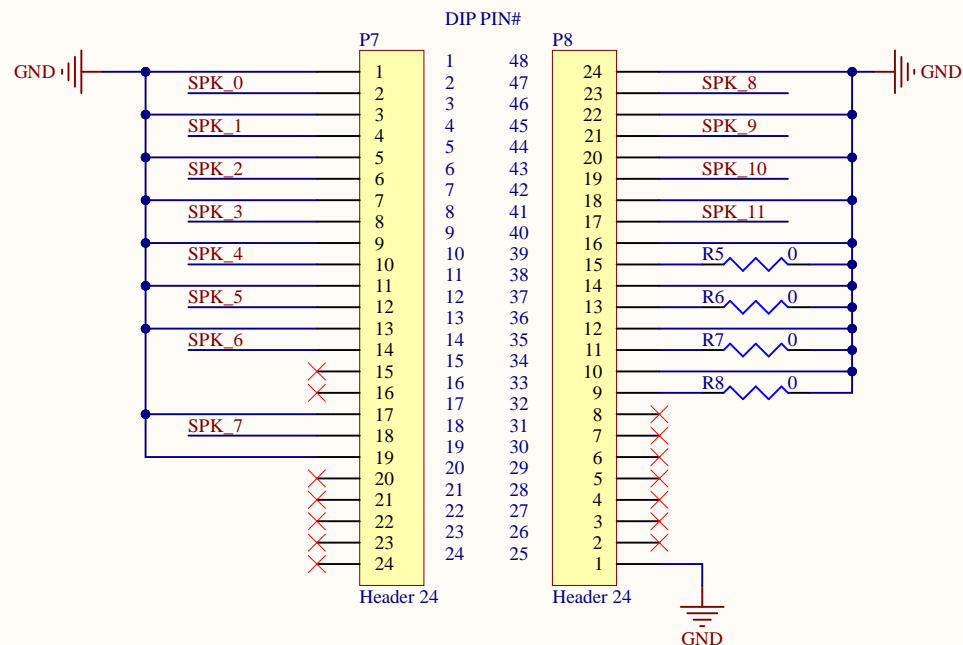 DIP PIN#
P7 P8
1 48
GND 1 24 GND
SPK_0 2 2 47 23 SPK_8
3 3 46 22
SPK_1 4 4 45 21 SPK_9
5 5 44 20
SPK_2 6 6 43 19 SPK_10
7 7 42 18
SPK_3 8 8 41 17 SPK_11
9 9 40 16
SPK_4 10 10 39 15 R5 0
11 11 38 14
SPK_5 12 12 37 13 R6 0
13 13 36 12
SPK_6 14 14 35 11 R7 0
15 15 34 10
16 16 33 9 R8 0
17 17 32 8
SPK_7 18 18 31 7
19 19 30 6
20 20 29 5
21 21 28 4
22 22 27 3
23 23 26 2
24 24 25 1
Header 24 Header 24
GND